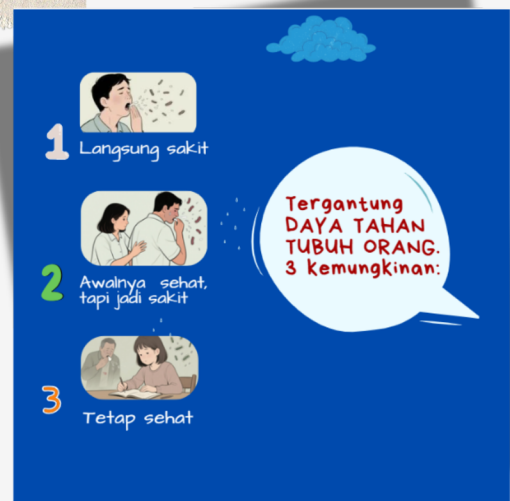 Tergantung
DAYA TAHAN
TUBUH ORANG.
3 kemungkinan:
1 Langsung sakit
2 Awalnya sehat,
tapi jadi sakit
3 Tetap sehat